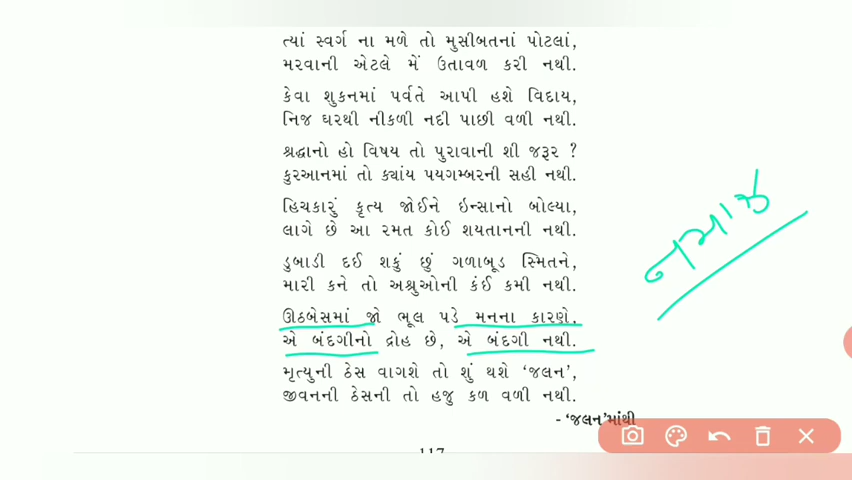 ત્યાં સ્વર્ગ ના મળે તો મુસીબતનાં પોટલાં,
મરવાની એટલે મેં ઉતાવળ કરી નથી.
કેવા શુકનમાં પર્વતે આપી હશે વિદાય,
નિજ ઘરથી નીકળી નદી પાછી વળી નથી.
શ્રદ્ધાનો હો વિષય તો પુરાવાની શી જરૂર ?
કુરઆનમાં તો ક્યાંય પયગમ્બરની સહી નથી.
હિચકારું કૃત્ય જોઈને ઇન્સાનો બોલ્યા,
લાગે છે આ રમત કોઈ શયતાનની નથી.
ડુબાડી દઈ શકું છું ગળાબૂડ સ્મિતને,
મારી કને તો અશ્રુઓની કંઈ કમી નથી.
ઊઠબેસમાં જો ભૂલ પડે મનના કારણે,
એ બંદગીનો દ્રોહ છે, એ બંદગી નથી.
મૃત્યુની ઠેસ વાગશે તો શું થશે ‘જલન’,
જીવનની ઠેસની તો હજુ કળ વળી નથી.
- ‘જલન’માંથી
117
નમાજ